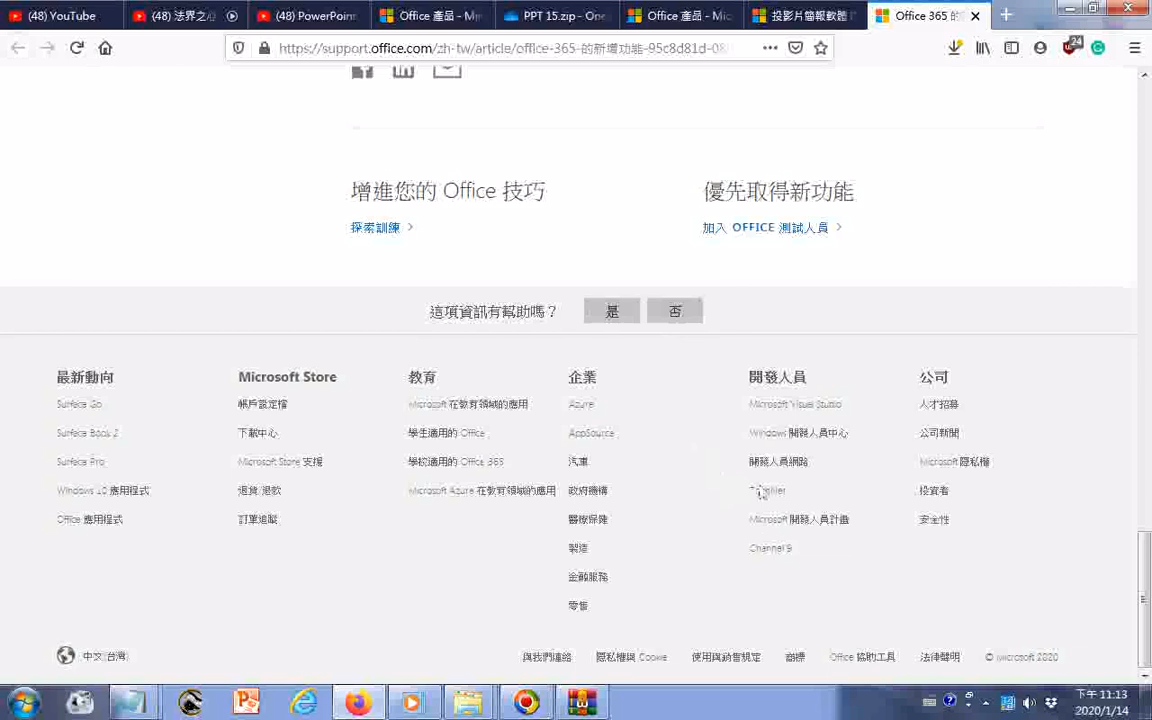 (48) YouTube
(48) 法界之心
(48) PowerPoint
Office 產品 - Mic
PPT 15.zip - One
Office 產品 - Mic
投影片簡報軟體
Office 365 的
https://support.office.com/zh-tw/article/office-365-的新增功能-95c8d81d-08
24
增進您的 Office 技巧
優先取得新功能
探索訓練
加入 OFFICE 測試人員
這項資訊有幫助嗎？
是
否
最新動向
Surface Go
Surface Book 2
Surface Pro
Windows 10 應用程式
Office 應用程式
Microsoft Store
帳戶設定檔
下載中心
Microsoft Store 支援
退貨/退款
訂單追蹤
教育
Microsoft 在教育領域的應用
學生適用的 Office
學校適用的 Office 365
Microsoft Azure 在教育領域的應用
企業
Azure
AppSource
汽車
政府機構
醫療保健
製造
金融服務
零售
開發人員
Microsoft Visual Studio
Windows 開發人員中心
開發人員網路
Microsoft 開發人員計畫
Channel 9
公司
人才招募
公司新聞
Microsoft 隱私權
投資者
安全性
中文(台灣)
與我們連絡
隱私權與 Cookie
使用與銷售規定
商標
Office 協助工具
法律聲明
© Microsoft 2020
下午 11:13
2020/1/14